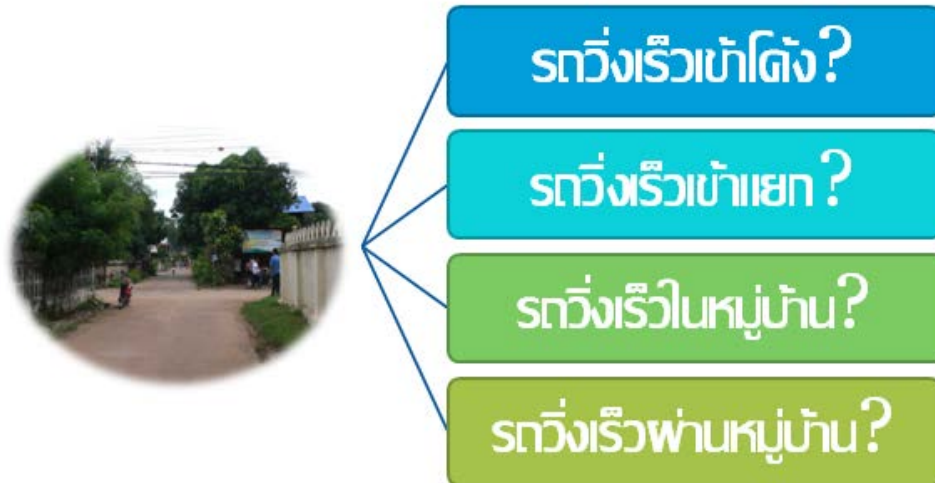 รถวิ่งเร็วเข้าโค้ง?
รถวิ่งเร็วเข้าแยก?
รถวิ่งเร็วในหมู่บ้าน?
รถวิ่งเร็วผ่านหมู่บ้าน?